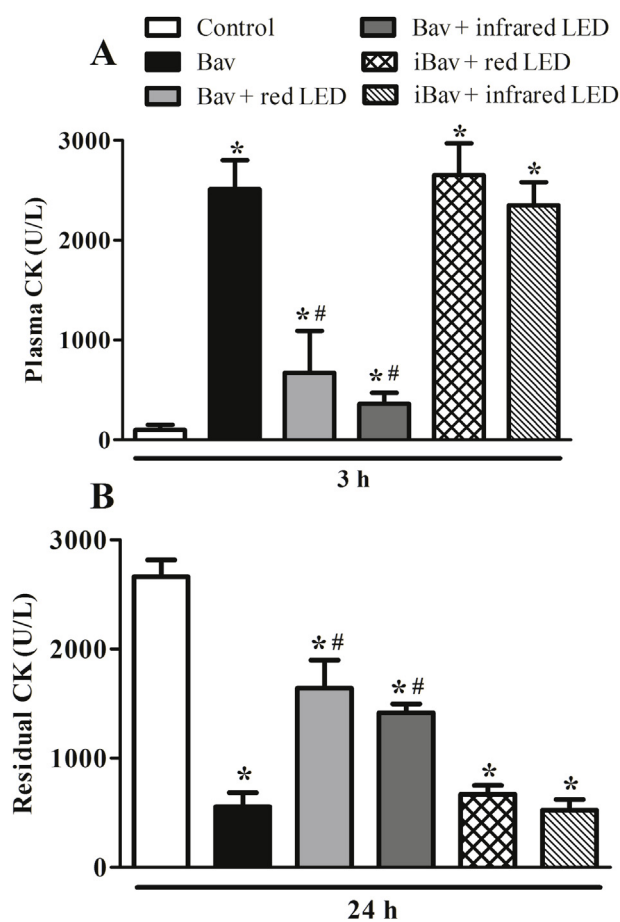 A
Control
Bav
Bav + red LED
Bav + infrared LED
iBav + red LED
iBav + infrared LED
Plasma CK (U/L)
3000
2000
1000
0
*
*#
*#
*
*
3 h
B
Residual CK (U/L)
3000
2000
1000
0
*
*#
*#
*
*
24 h